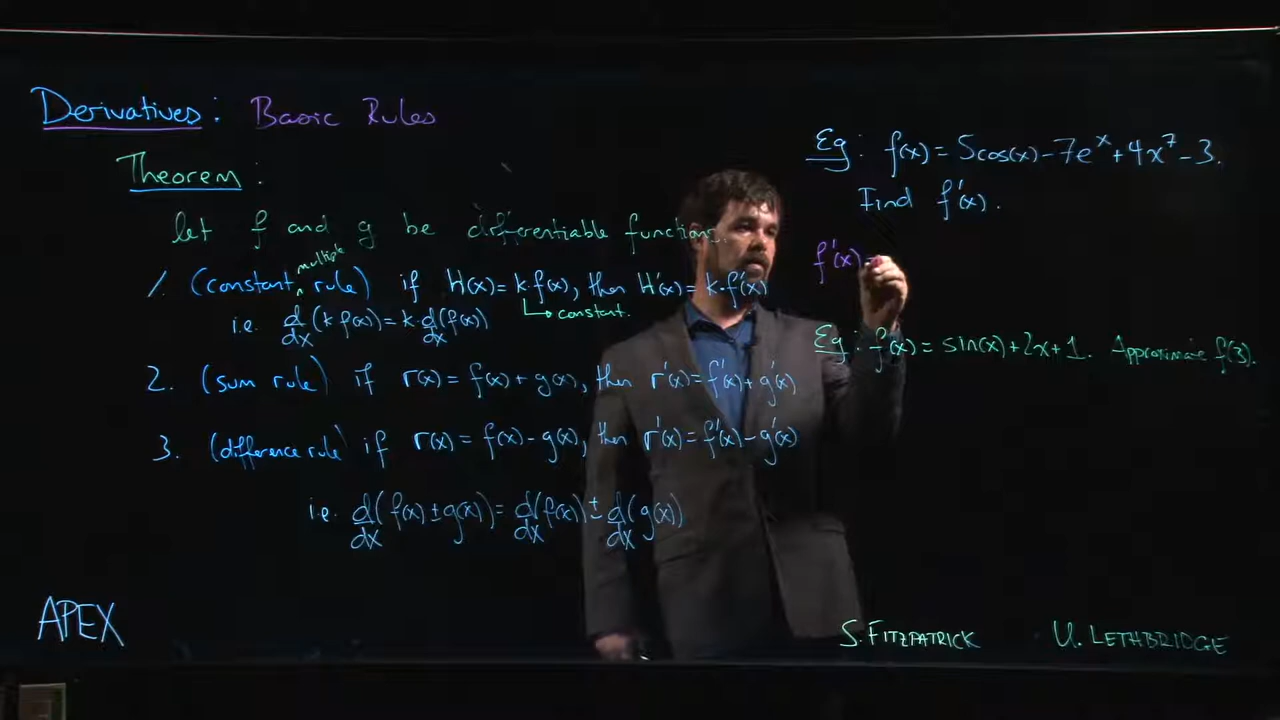 Derivatives: Basic Rules
Theorem:
let f and g be differentiable functions.
1. (constant multiple rule) if H(x) = k·f(x), then H'(x) = k·f'(x)
↳ constant.
i.e. d/dx (k f(x)) = k·d/dx (f(x))
2. (sum rule) if r(x) = f(x) + g(x), then r'(x) = f'(x) + g'(x)
3. (difference rule) if r(x) = f(x) - g(x), then r'(x) = f'(x) - g'(x)
i.e. d/dx (f(x) ± g(x)) = d/dx (f(x)) ± d/dx (g(x))
Eg: f(x) = 5cos(x) - 7e^x + 4x^7 - 3.
Find f'(x).
f'(x) =
Eg: f(x) = sin(x) + 2x + 1. Approximate f(3).
APEX
S. FITZPATRICK
U. LETHBRIDGE